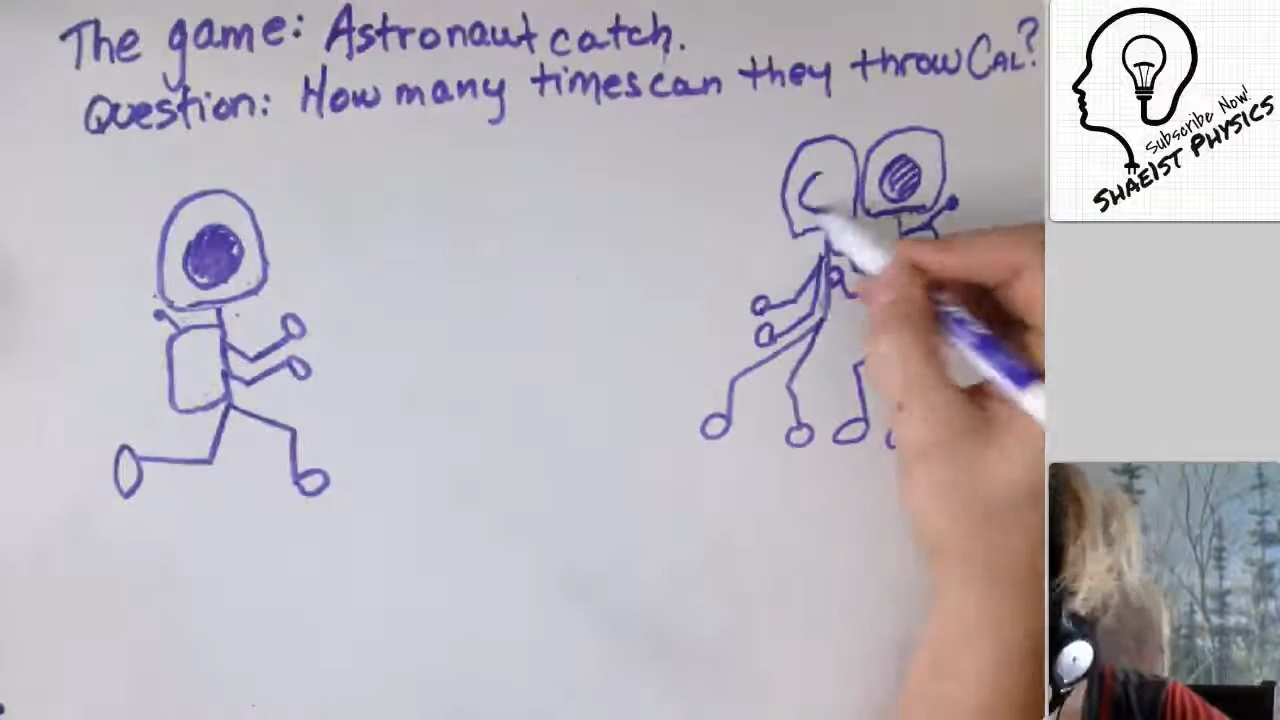 The game: Astronaut catch.
Question: How many times can they throw CAL?
Subscribe Now!
SHAEIST PHYSICS